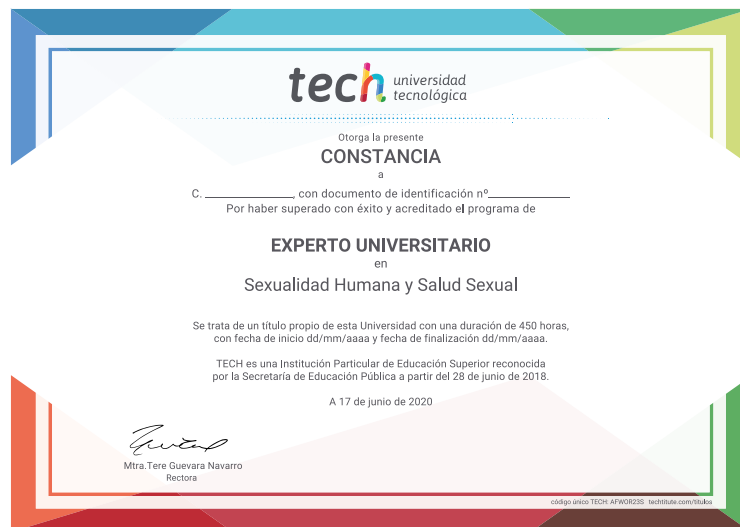 tech universidad
tecnológica
Otorga la presente
CONSTANCIA
a
C. ________________, con documento de identificación nº______________
Por haber superado con éxito y acreditado el programa de
EXPERTO UNIVERSITARIO
en
Sexualidad Humana y Salud Sexual
Se trata de un título propio de esta Universidad con una duración de 450 horas,
con fecha de inicio dd/mm/aaaa y fecha de finalización dd/mm/aaaa.
TECH es una Institución Particular de Educación Superior reconocida
por la Secretaría de Educación Pública a partir del 28 de junio de 2018.
A 17 de junio de 2020
Mtra.Tere Guevara Navarro
Rectora
código único TECH: AFWOR23S techtitute.com/titulos